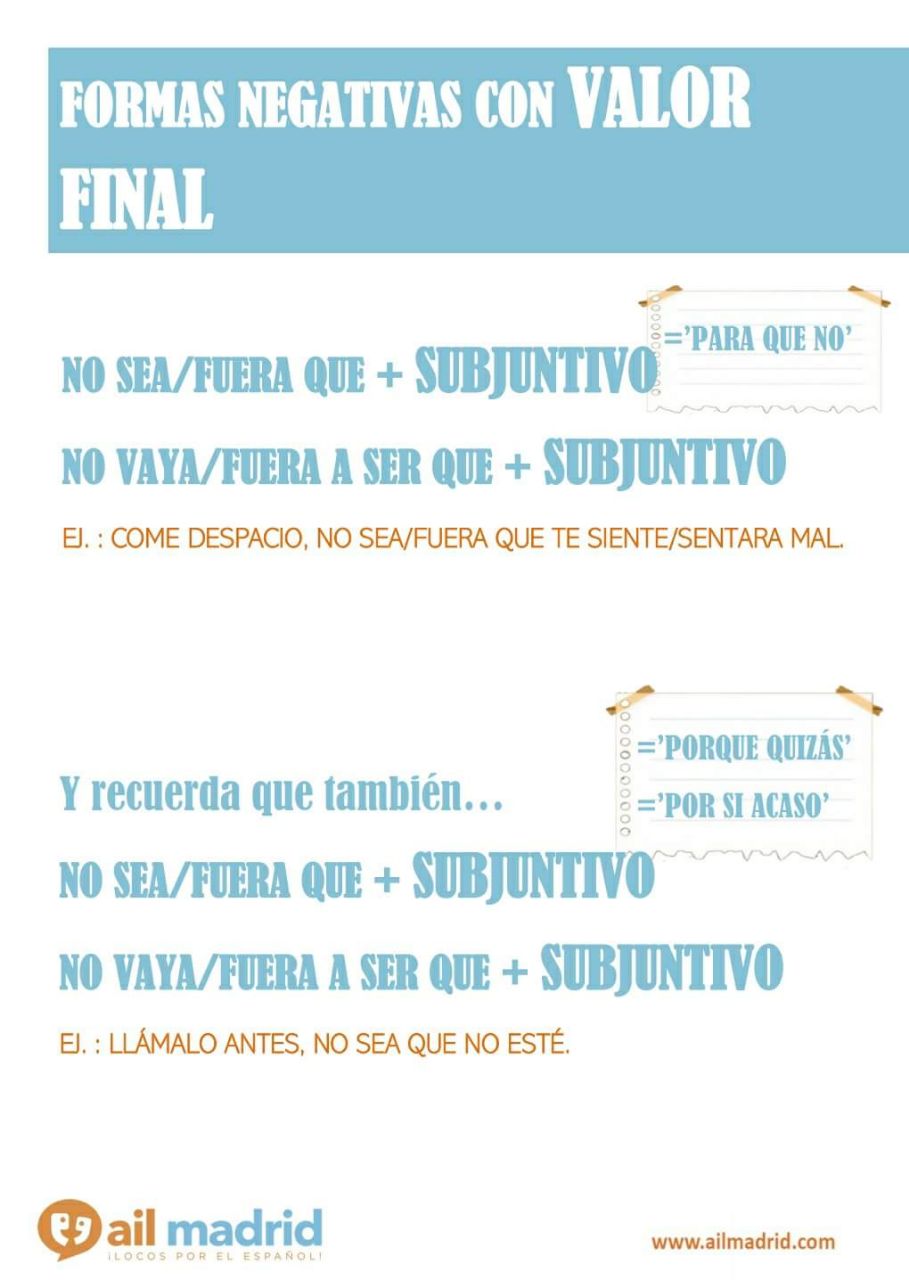 FORMAS NEGATIVAS CON VALOR
FINAL
='PARA QUE NO'
NO SEA/FUERA QUE + SUBJUNTIVO
NO VAYA/FUERA A SER QUE + SUBJUNTIVO
EJ. : COME DESPACIO, NO SEA/FUERA QUE TE SIENTE/SENTARA MAL.
='PORQUE QUIZÁS'
='POR SI ACASO'
Y recuerda que también...
NO SEA/FUERA QUE + SUBJUNTIVO
NO VAYA/FUERA A SER QUE + SUBJUNTIVO
EJ. : LLÁMALO ANTES, NO SEA QUE NO ESTÉ.
ail madrid
¡LOCOS POR EL ESPAÑOL!
www.ailmadrid.com